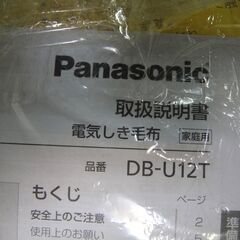 Panasonic
取扱説明書
電気しき毛布 家庭用
品番 DB-U12T
もくじ ページ
安全上のご注意 2
使用上のお願い 5
準備